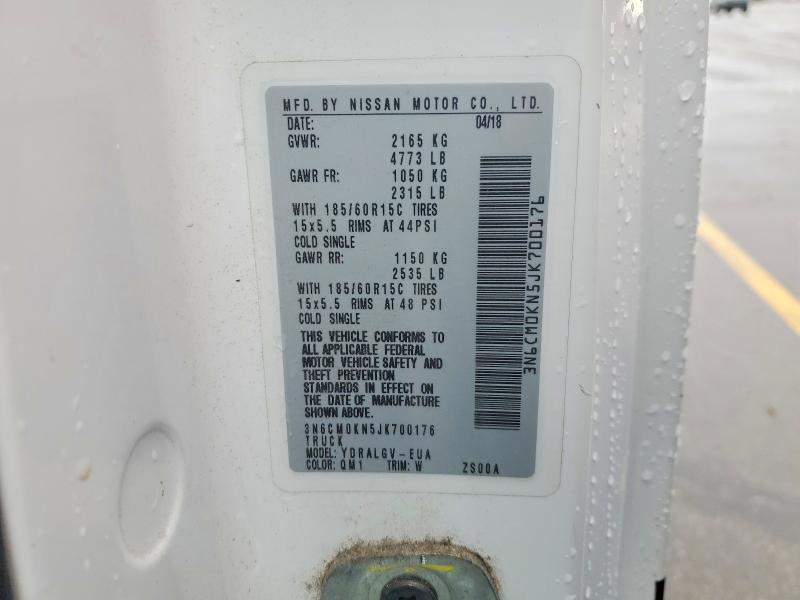 MFD. BY NISSAN MOTOR CO., LTD.
DATE: 04/18
GVWR: 2165 KG
4773 LB
GAWR FR: 1050 KG
2315 LB
WITH 185/60R15C TIRES
15x5.5 RIMS AT 44PSI
COLD SINGLE
GAWR RR: 1150 KG
2535 LB
WITH 185/60R15C TIRES
15x5.5 RIMS AT 48 PSI
COLD SINGLE
THIS VEHICLE CONFORMS TO
ALL APPLICABLE FEDERAL
MOTOR VEHICLE SAFETY AND
THEFT PREVENTION
STANDARDS IN EFFECT ON
THE DATE OF MANUFACTURE
SHOWN ABOVE.
3N6CM0KN5JK700176
TRUCK
MODEL: YDRALGV-EUA
COLOR: QM1 TRIM: W ZS00A
3N6CM0KN5JK700176